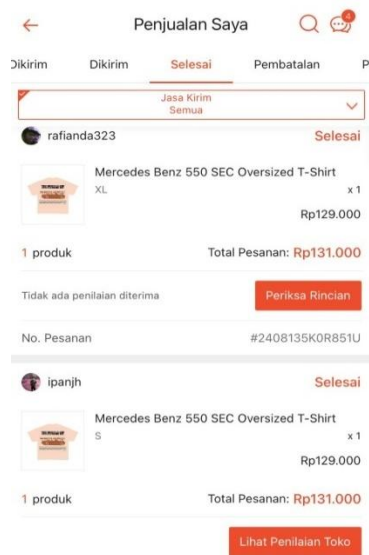 Penjualan Saya
4
Dikirim Dikirim Selesai Pembatalan P
Jasa Kirim
Semua
rafianda323 Selesai
Mercedes Benz 550 SEC Oversized T-Shirt
XL x 1
Rp129.000
1 produk Total Pesanan: Rp131.000
Tidak ada penilaian diterima Periksa Rincian
No. Pesanan #2408135K0R851U
ipanjh Selesai
Mercedes Benz 550 SEC Oversized T-Shirt
S x 1
Rp129.000
1 produk Total Pesanan: Rp131.000
Lihat Penilaian Toko